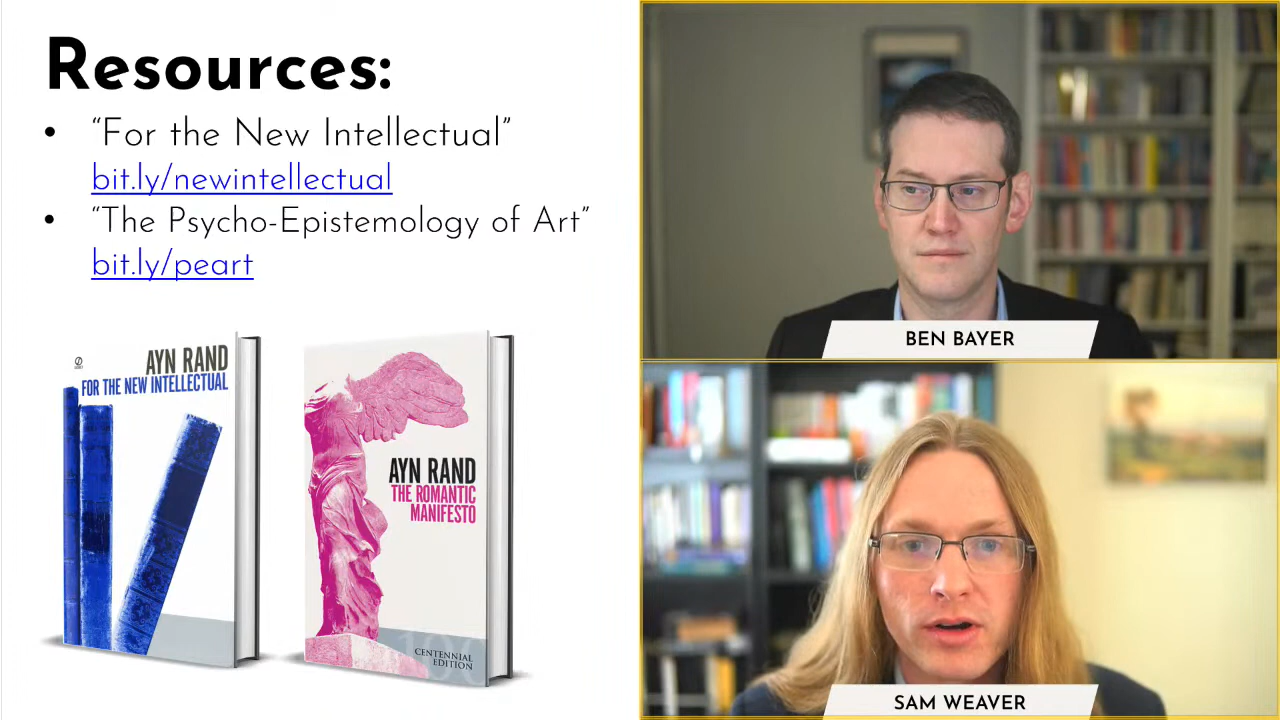 Resources:
• “For the New Intellectual”
bit.ly/newintellectual
• “The Psycho-Epistemology of Art”
bit.ly/peart
AYN RAND
FOR THE NEW INTELLECTUAL
AYN RAND
THE ROMANTIC
MANIFESTO
100
CENTENNIAL
EDITION
BEN BAYER
SAM WEAVER